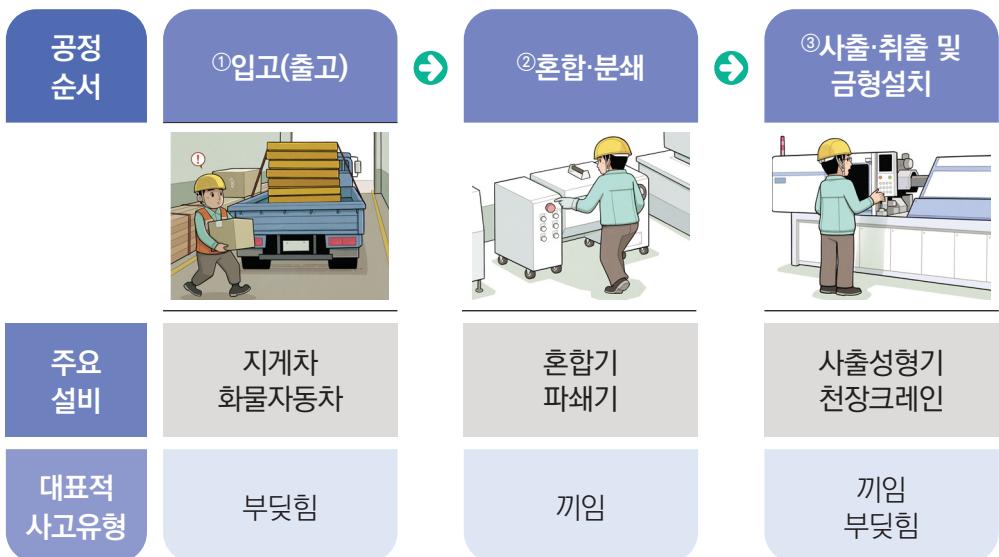 공정
순서
①입고(출고)
②혼합·분쇄
③사출·취출 및
금형설치
!
주요
설비
지게차
화물자동차
혼합기
파쇄기
사출성형기
천장크레인
대표적
사고유형
부딪힘
끼임
끼임
부딪힘